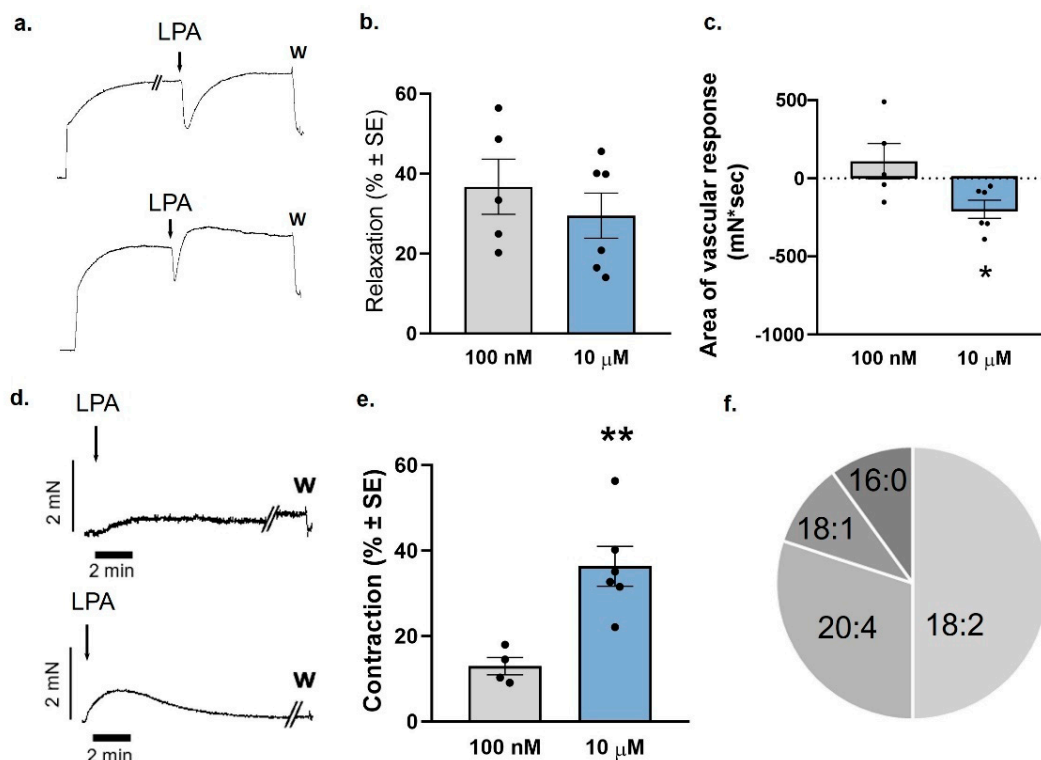 a.
LPA
W
LPA
W
b.
Relaxation (% ± SE)
60
40
20
0
100 nM
10 μM
c.
Area of vascular response
(mN*sec)
500
0
-500
-1000
*
100 nM
10 μM
d.
LPA
2 mN
W
2 min
LPA
2 mN
W
2 min
e.
Contraction (% ± SE)
60
40
20
0
**
100 nM
10 μM
f.
16:0
18:1
20:4
18:2